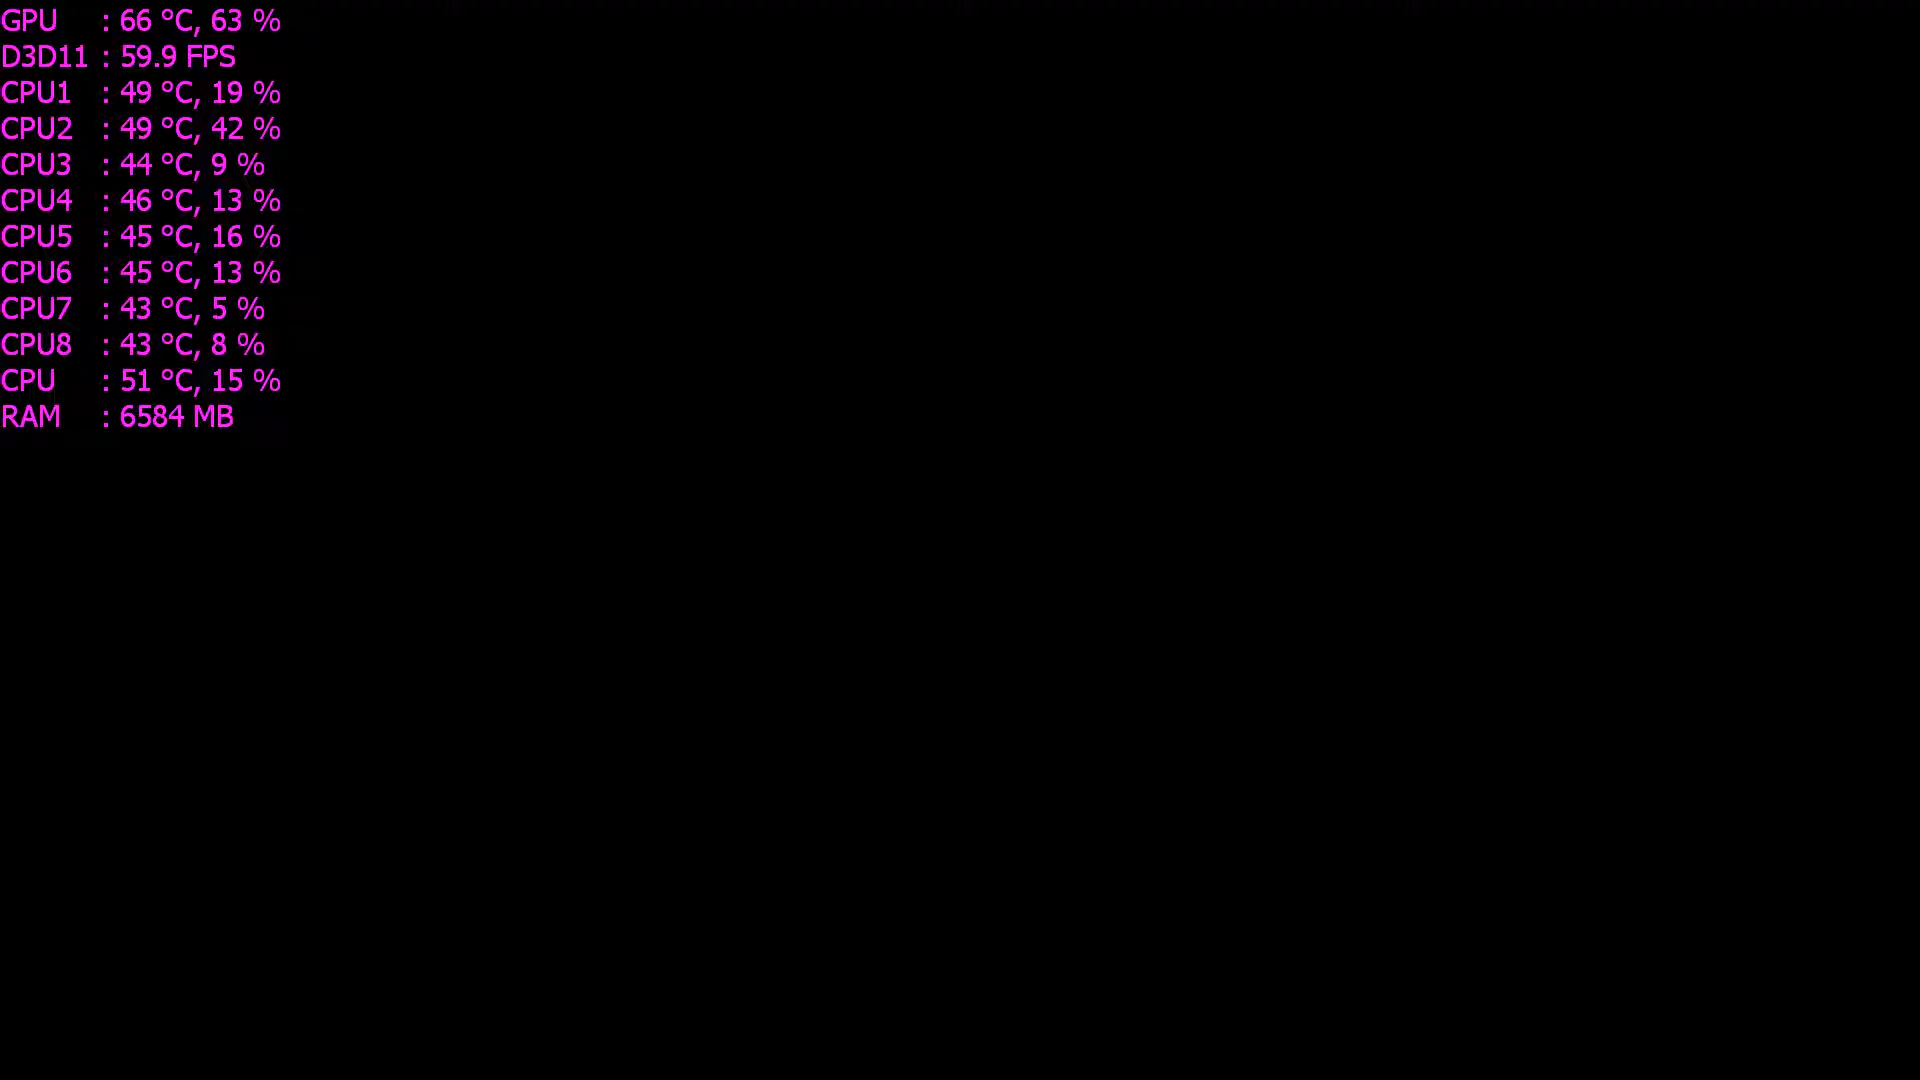 GPU : 66 °C, 63 %
D3D11 : 59.9 FPS
CPU1 : 49 °C, 19 %
CPU2 : 49 °C, 42 %
CPU3 : 44 °C, 9 %
CPU4 : 46 °C, 13 %
CPU5 : 45 °C, 16 %
CPU6 : 45 °C, 13 %
CPU7 : 43 °C, 5 %
CPU8 : 43 °C, 8 %
CPU : 51 °C, 15 %
RAM : 6584 MB